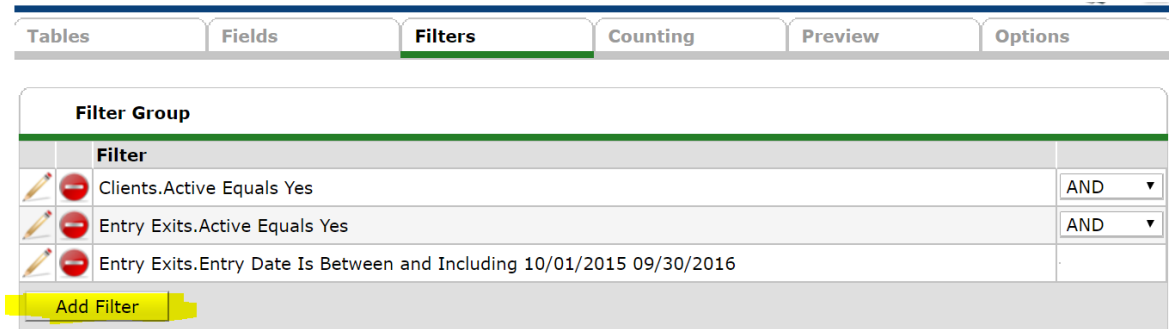 Tables Fields Filters Counting Preview Options
Filter Group
Filter
Clients.Active Equals Yes AND
Entry Exits.Active Equals Yes AND
Entry Exits.Entry Date Is Between and Including 10/01/2015 09/30/2016
Add Filter